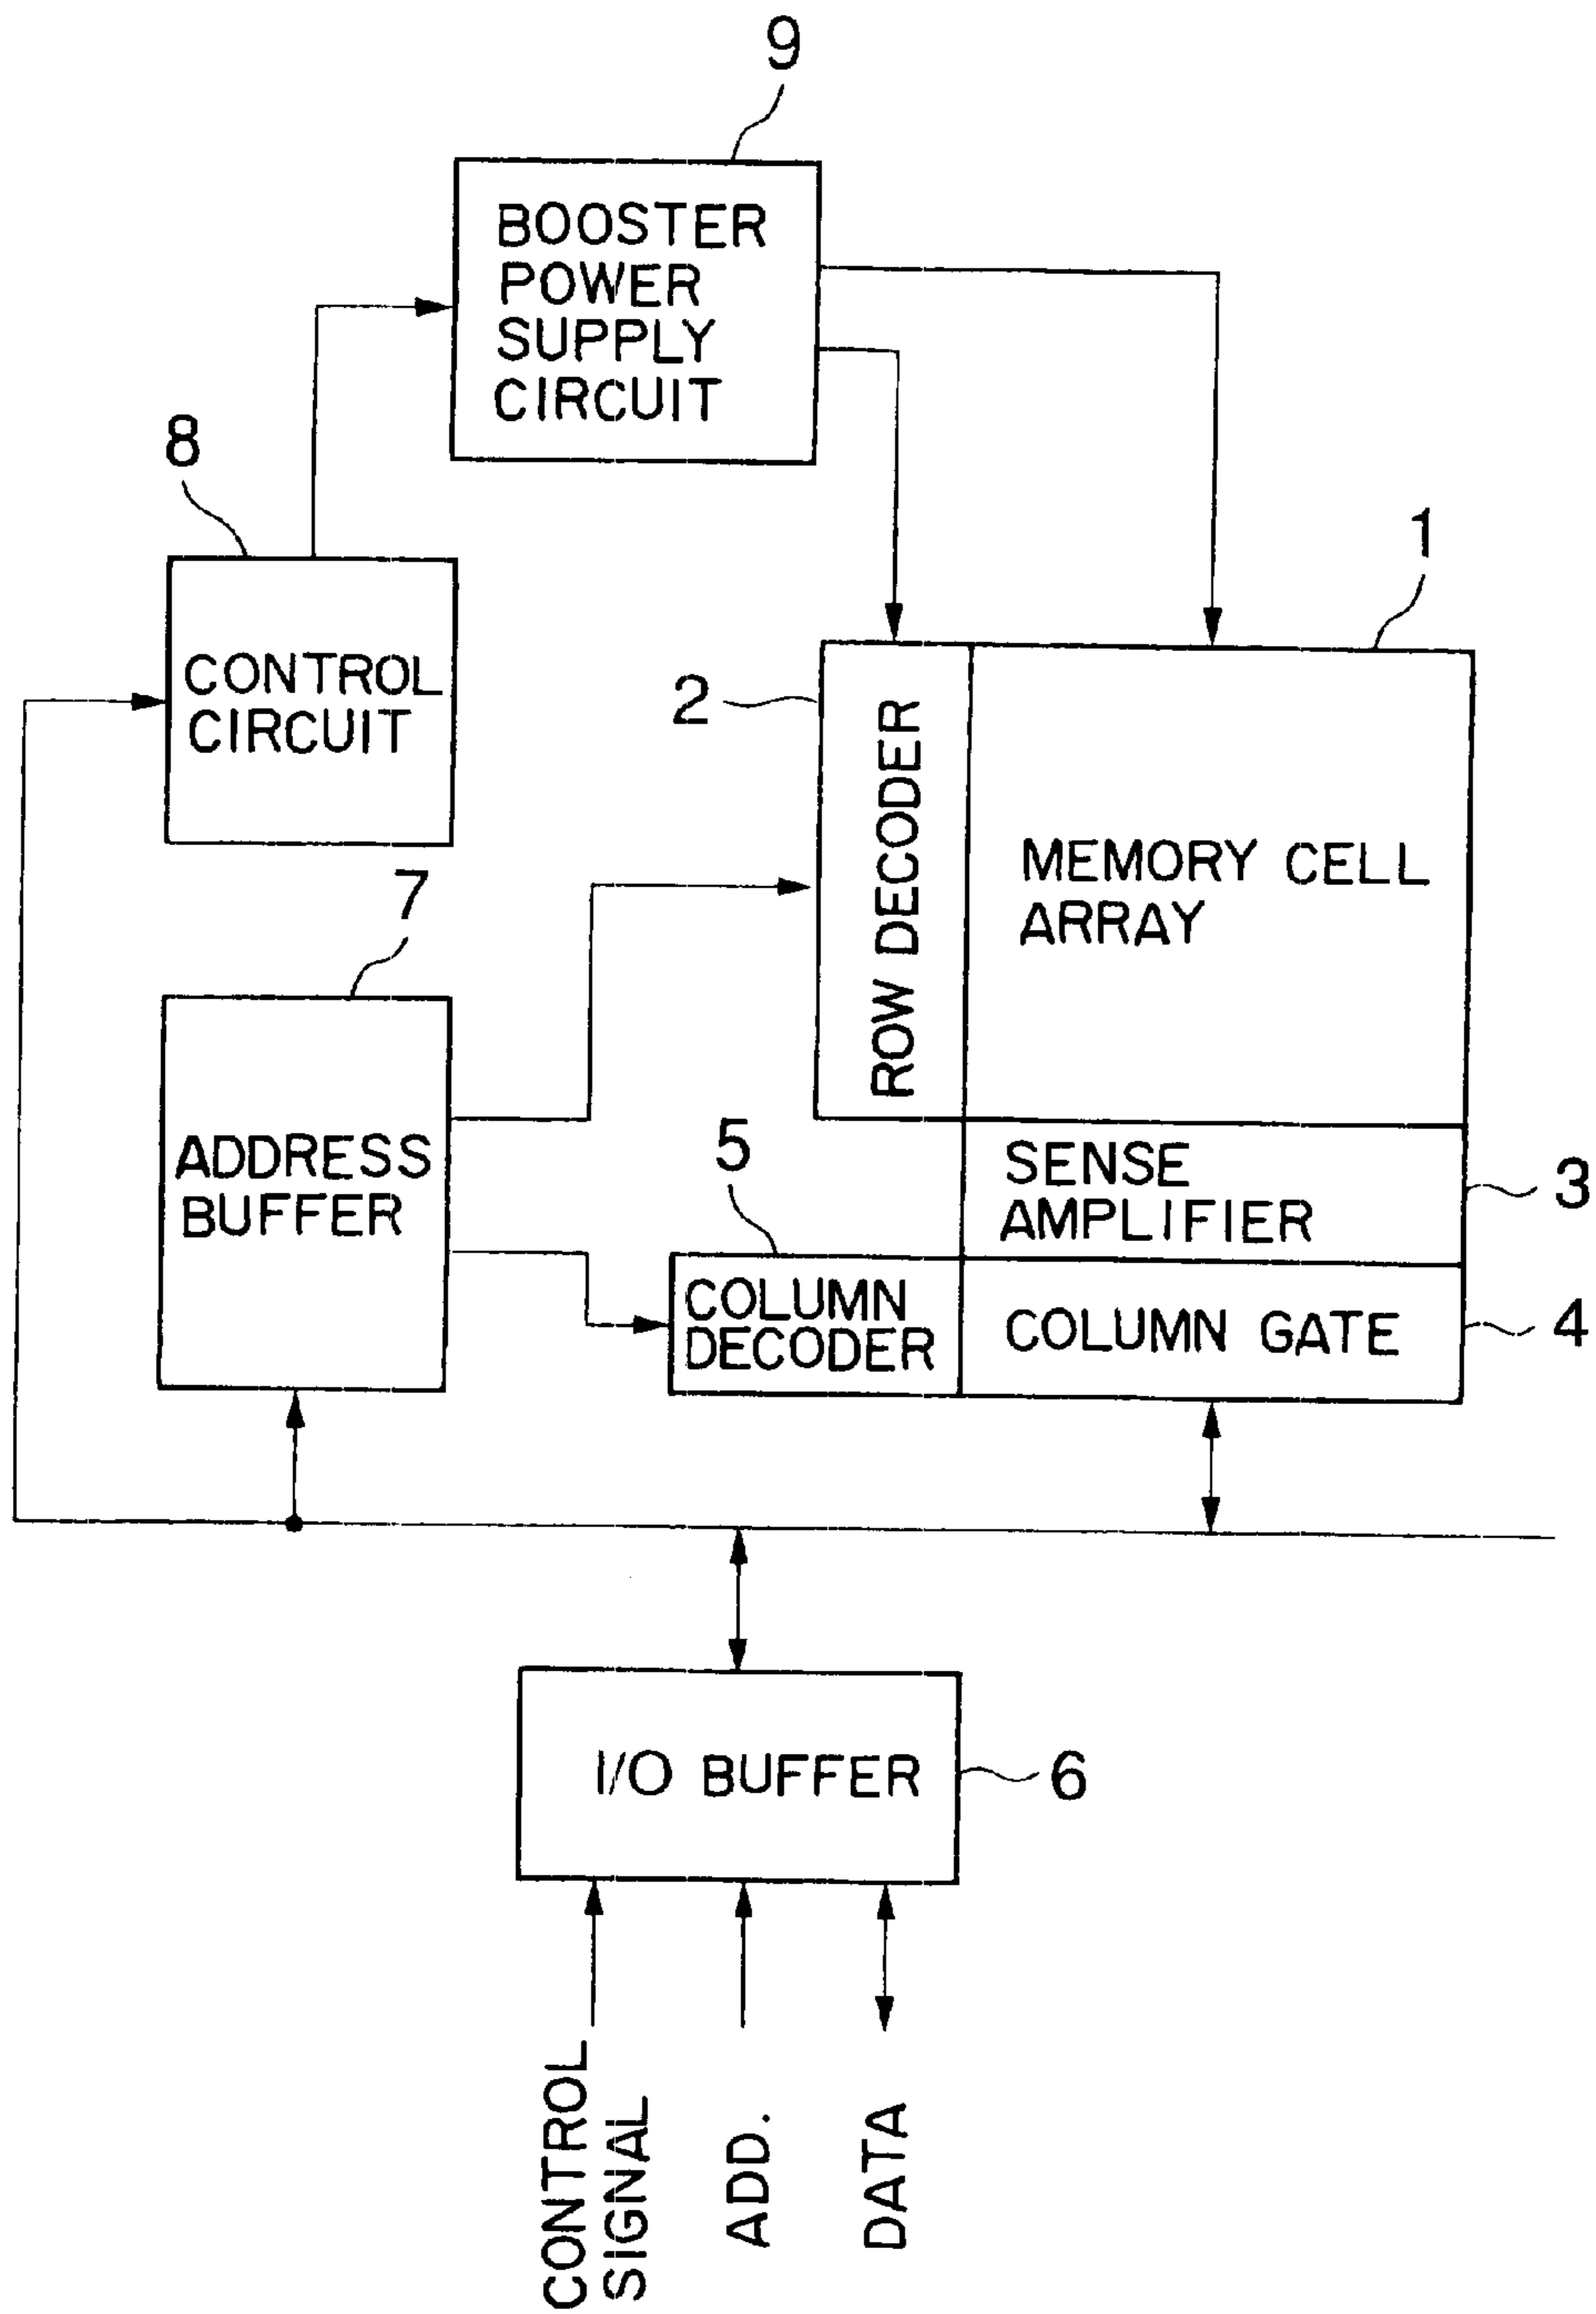 9
BOOSTER
POWER
SUPPLY
CIRCUIT
8
CONTROL
CIRCUIT
1
2
ROW DECODER
MEMORY CELL
ARRAY
7
ADDRESS
BUFFER
5
SENSE
AMPLIFIER
3
COLUMN
DECODER
COLUMN GATE
4
I/O BUFFER
6
CONTROL
SIGNAL
ADD.
DATA